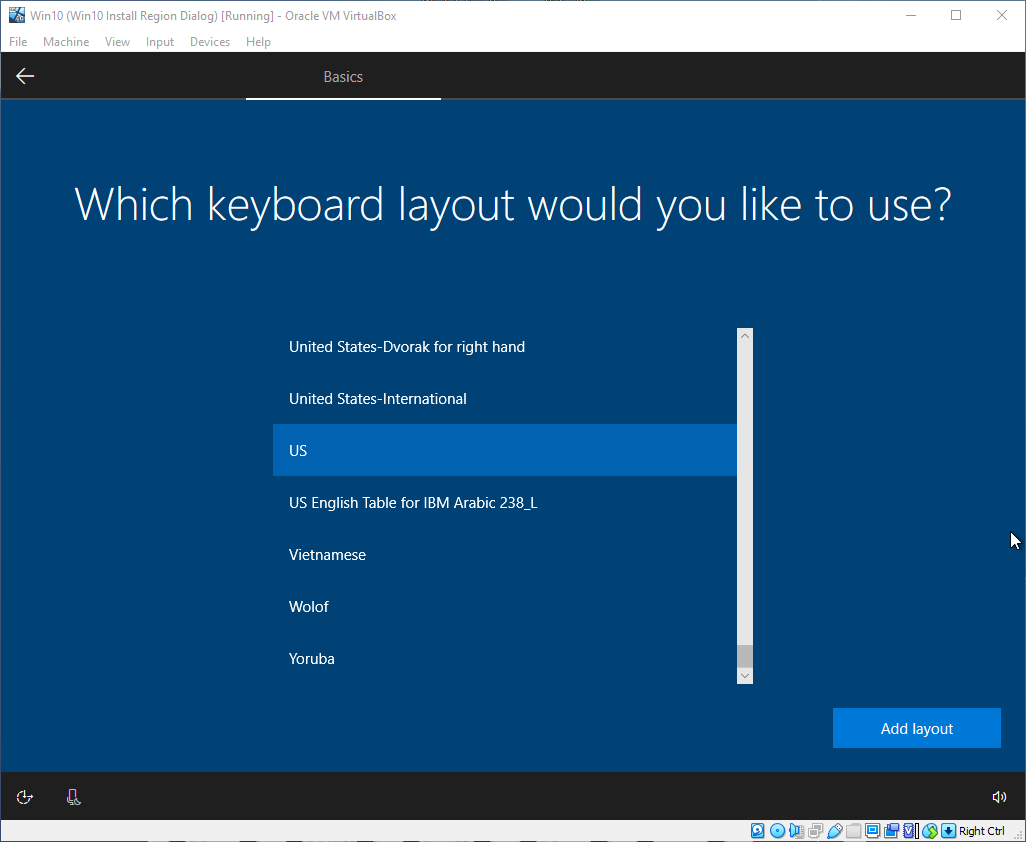 Win10 (Win10 Install Region Dialog) [Running] - Oracle VM VirtualBox
File Machine View Input Devices Help
Basics
Which keyboard layout would you like to use?
United States-Dvorak for right hand
United States-International
US
US English Table for IBM Arabic 238_L
Vietnamese
Wolof
Yoruba
Add layout
Right Ctrl